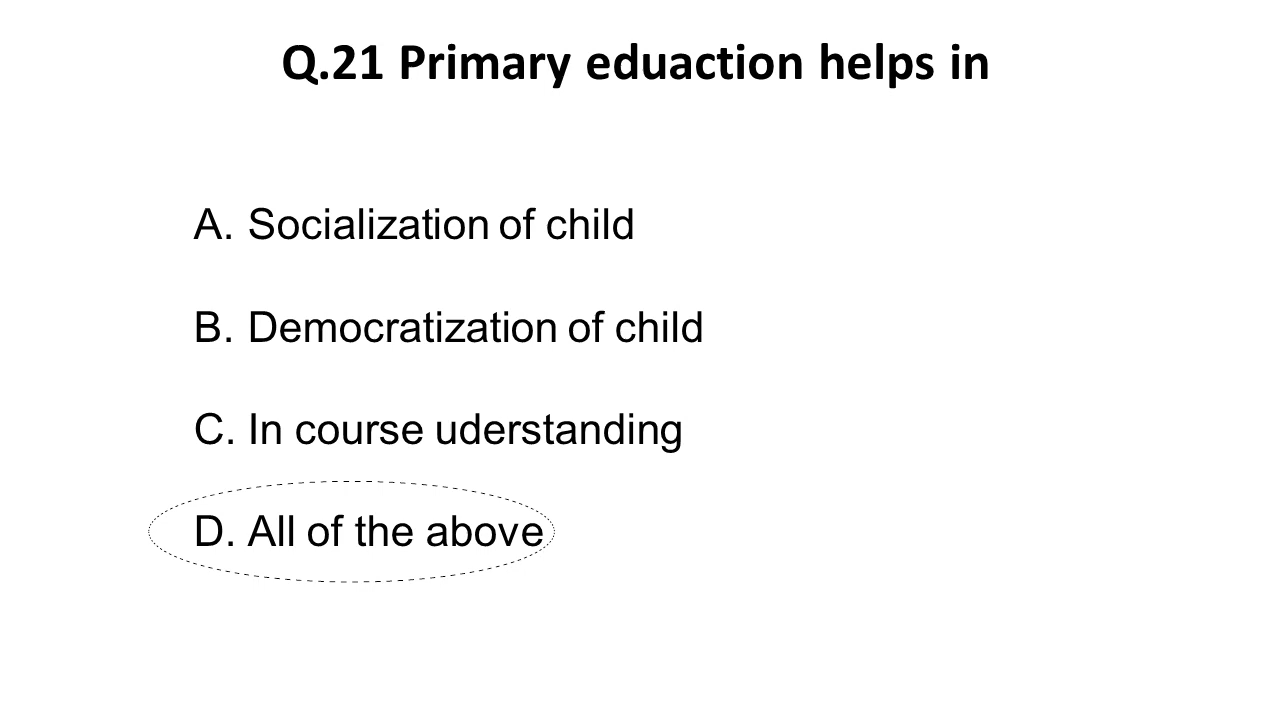 Q.21 Primary eduaction helps in
A. Socialization of child
B. Democratization of child
C. In course uderstanding
D. All of the above